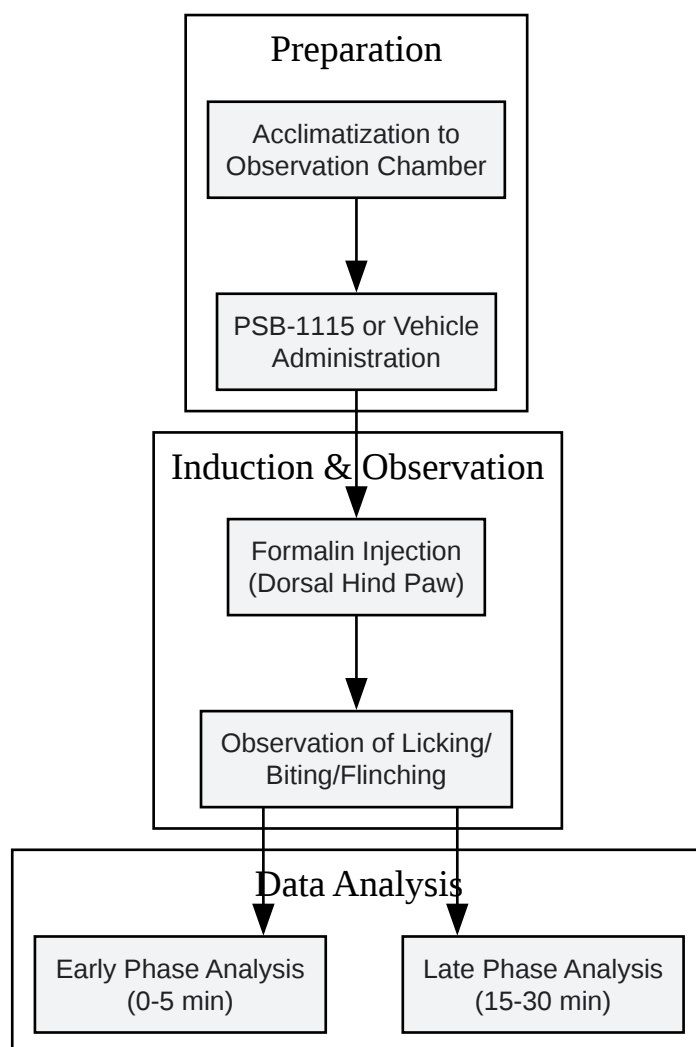 Preparation
Acclimatization to
Observation Chamber
PSB-1115 or Vehicle
Administration
Induction & Observation
Formalin Injection
(Dorsal Hind Paw)
Observation of Licking/
Biting/Flinching
Data Analysis
Early Phase Analysis
(0-5 min)
Late Phase Analysis
(15-30 min)